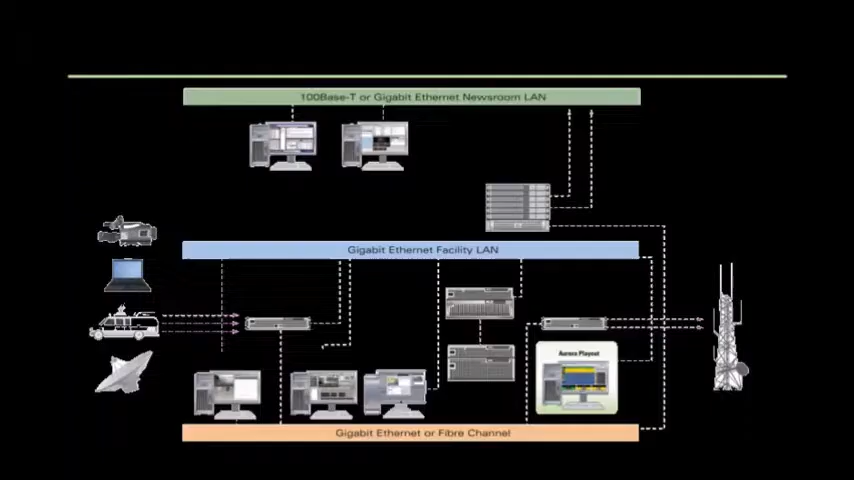 100Base-T or Gigabit Ethernet Newsroom LAN
Gigabit Ethernet Facility LAN
Aurora Playout
Gigabit Ethernet or Fibre Channel